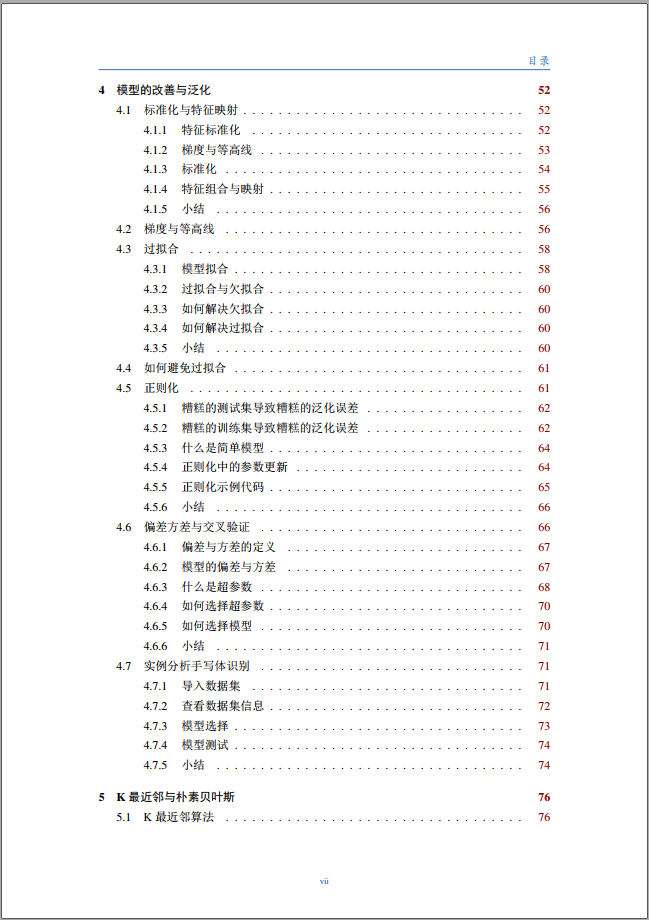 目录
4 模型的改善与泛化 52
4.1 标准化与特征映射 . . . . . . . . . . . . . . . . . . . . . . . . . . . . 52
4.1.1 特征标准化 . . . . . . . . . . . . . . . . . . . . . . . . . . . . 52
4.1.2 梯度与等高线 . . . . . . . . . . . . . . . . . . . . . . . . . . . 53
4.1.3 标准化 . . . . . . . . . . . . . . . . . . . . . . . . . . . . . . 54
4.1.4 特征组合与映射 . . . . . . . . . . . . . . . . . . . . . . . . . . 55
4.1.5 小结 . . . . . . . . . . . . . . . . . . . . . . . . . . . . . . . 56
4.2 梯度与等高线 . . . . . . . . . . . . . . . . . . . . . . . . . . . . . . 56
4.3 过拟合 . . . . . . . . . . . . . . . . . . . . . . . . . . . . . . . . . 58
4.3.1 模型拟合 . . . . . . . . . . . . . . . . . . . . . . . . . . . . . 58
4.3.2 过拟合与欠拟合 . . . . . . . . . . . . . . . . . . . . . . . . . . 60
4.3.3 如何解决欠拟合 . . . . . . . . . . . . . . . . . . . . . . . . . . 60
4.3.4 如何解决过拟合 . . . . . . . . . . . . . . . . . . . . . . . . . . 60
4.3.5 小结 . . . . . . . . . . . . . . . . . . . . . . . . . . . . . . . 60
4.4 如何避免过拟合 . . . . . . . . . . . . . . . . . . . . . . . . . . . . . 61
4.5 正则化 . . . . . . . . . . . . . . . . . . . . . . . . . . . . . . . . . 61
4.5.1 糟糕的测试集导致糟糕的泛化误差 . . . . . . . . . . . . . . . . . 62
4.5.2 糟糕的训练集导致糟糕的泛化误差 . . . . . . . . . . . . . . . . . 62
4.5.3 什么是简单模型 . . . . . . . . . . . . . . . . . . . . . . . . . . 64
4.5.4 正则化中的参数更新 . . . . . . . . . . . . . . . . . . . . . . . . 64
4.5.5 正则化示例代码 . . . . . . . . . . . . . . . . . . . . . . . . . . 65
4.5.6 小结 . . . . . . . . . . . . . . . . . . . . . . . . . . . . . . . 66
4.6 偏差方差与交叉验证 . . . . . . . . . . . . . . . . . . . . . . . . . . . 66
4.6.1 偏差与方差的定义 . . . . . . . . . . . . . . . . . . . . . . . . . 67
4.6.2 模型的偏差与方差 . . . . . . . . . . . . . . . . . . . . . . . . . 67
4.6.3 什么是超参数 . . . . . . . . . . . . . . . . . . . . . . . . . . . 68
4.6.4 如何选择超参数 . . . . . . . . . . . . . . . . . . . . . . . . . . 70
4.6.5 如何选择模型 . . . . . . . . . . . . . . . . . . . . . . . . . . . 70
4.6.6 小结 . . . . . . . . . . . . . . . . . . . . . . . . . . . . . . . 71
4.7 实例分析手写体识别 . . . . . . . . . . . . . . . . . . . . . . . . . . . 71
4.7.1 导入数据集 . . . . . . . . . . . . . . . . . . . . . . . . . . . . 71
4.7.2 查看数据集信息 . . . . . . . . . . . . . . . . . . . . . . . . . . 72
4.7.3 模型选择 . . . . . . . . . . . . . . . . . . . . . . . . . . . . . 73
4.7.4 模型测试 . . . . . . . . . . . . . . . . . . . . . . . . . . . . . 74
4.7.5 小结 . . . . . . . . . . . . . . . . . . . . . . . . . . . . . . . 74
5 K 最近邻与朴素贝叶斯 76
5.1 K 最近邻算法 . . . . . . . . . . . . . . . . . . . . . . . . . . . . . . 76
vii